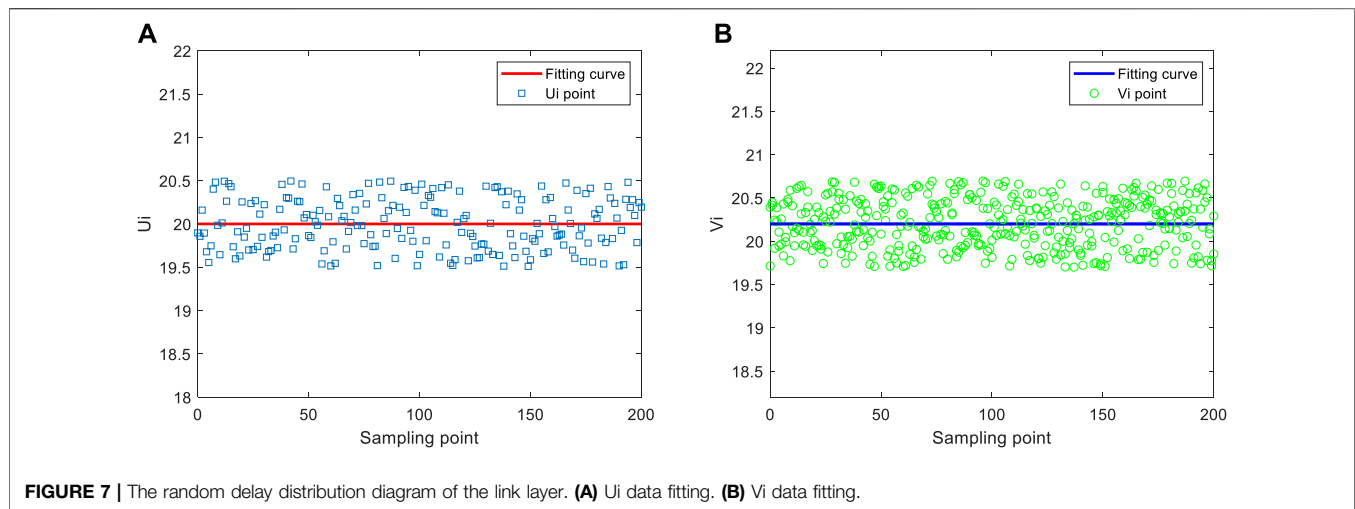 A
22
21.5
21
20.5
20
19.5
19
18.5
18
Ui
0
50
100
150
200
Sampling point
Fitting curve
Ui point
B
22
21.5
21
20.5
20
19.5
19
18.5
Vi
0
50
100
150
200
Sampling point
Fitting curve
Vi point
FIGURE 7 | The random delay distribution diagram of the link layer. (A) Ui data fitting. (B) Vi data fitting.